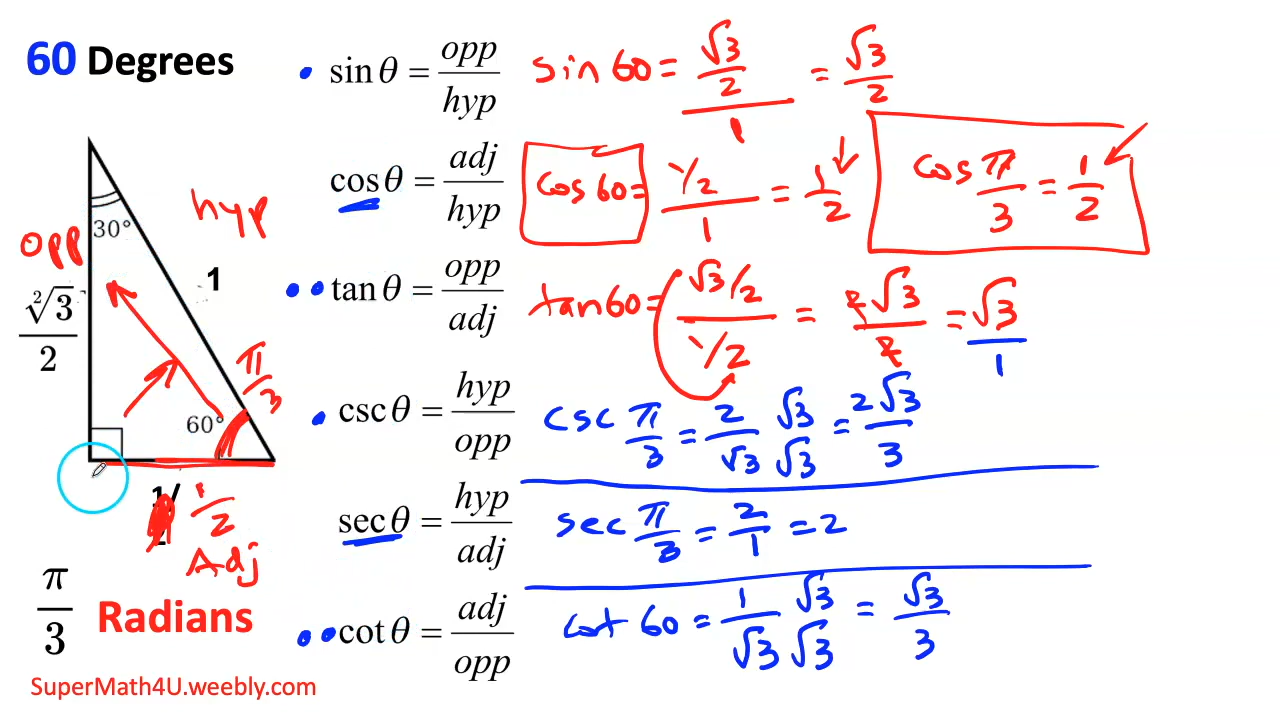 60 Degrees
sin θ = opp/hyp
sin 60 = (√3/2)/1 = √3/2
cos θ = adj/hyp
cos 60 = (1/2)/1 = 1/2
cos π/3 = 1/2
tan θ = opp/adj
tan 60 = (√3/2)/(1/2) = 2√3/2 = √3/1
csc θ = hyp/opp
csc π/3 = 2/√3 √3/√3 = 2√3/3
sec θ = hyp/adj
sec π/3 = 2/1 = 2
cot θ = adj/opp
cot 60 = 1/√3 √3/√3 = √3/3
30°
hyp
opp
1
²√3/2
π/3
60°
1/2
Adj
π/3 Radians
SuperMath4U.weebly.com